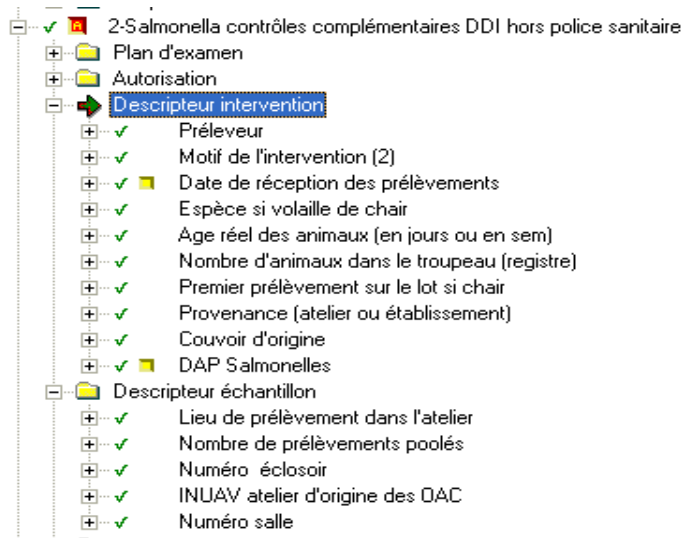 2-Salmonella contrôles complémentaires DDI hors police sanitaire
Plan d'examen
Autorisation
Descripteur intervention
Préleveur
Motif de l'intervention (2)
Date de réception des prélèvements
Espèce si volaille de chair
Age réel des animaux (en jours ou en sem)
Nombre d'animaux dans le troupeau (registre)
Premier prélèvement sur le lot si chair
Provenance (atelier ou établissement)
Couvoir d'origine
DAP Salmonelles
Descripteur échantillon
Lieu de prélèvement dans l'atelier
Nombre de prélèvements poolés
Numéro éclosoir
INUAV atelier d'origine des OAC
Numéro salle